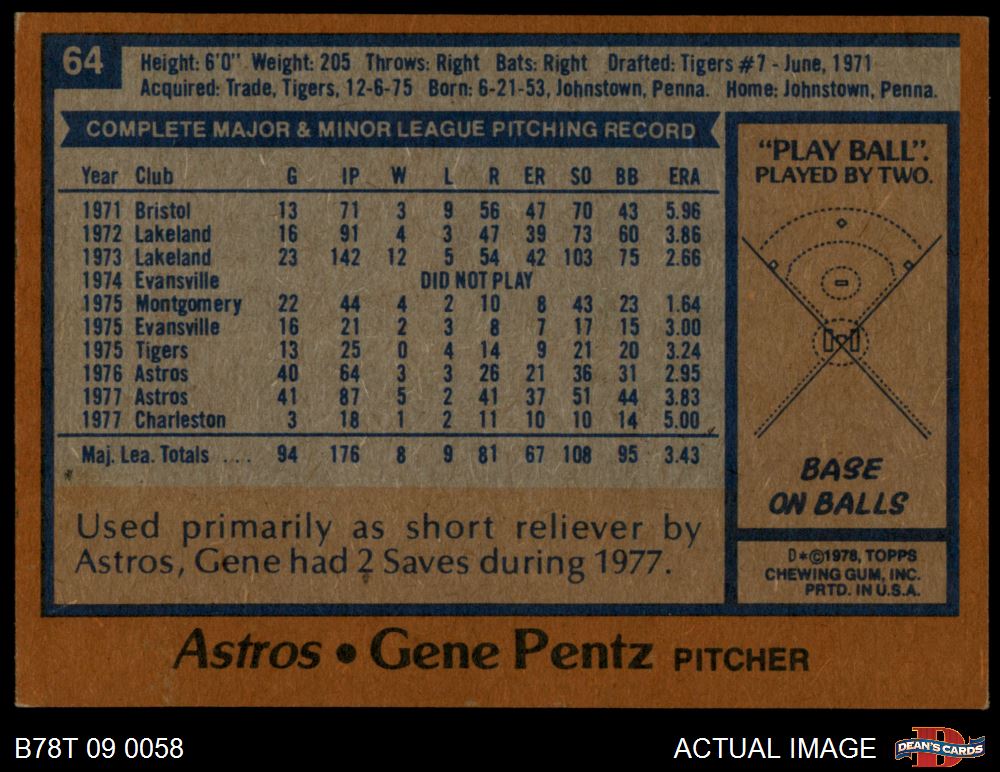 64
Height: 6'0" Weight: 205 Throws: Right Bats: Right Drafted: Tigers #7 - June, 1971
Acquired: Trade, Tigers, 12-6-75 Born: 6-21-53, Johnstown, Penna. Home: Johnstown, Penna.
COMPLETE MAJOR & MINOR LEAGUE PITCHING RECORD
Year Club G IP W L R ER SO BB ERA
1971 Bristol 13 71 3 9 56 47 70 43 5.96
1972 Lakeland 16 91 4 3 47 39 73 60 3.86
1973 Lakeland 23 142 12 5 54 42 103 75 2.66
1974 Evansville DID NOT PLAY
1975 Montgomery 22 44 4 2 10 8 43 23 1.64
1975 Evansville 16 21 2 3 8 7 17 15 3.00
1975 Tigers 13 25 0 4 14 9 21 20 3.24
1976 Astros 40 64 3 3 26 21 36 31 2.95
1977 Astros 41 87 5 2 41 37 51 44 3.83
1977 Charleston 3 18 1 2 11 10 10 14 5.00
Maj. Lea. Totals .... 94 176 8 9 81 67 108 95 3.43
Used primarily as short reliever by
Astros, Gene had 2 Saves during 1977.
"PLAY BALL".
PLAYED BY TWO.
BASE
ON BALLS
D*©1978, TOPPS
CHEWING GUM, INC.
PRTD. IN U.S.A.
Astros • Gene Pentz PITCHER
B78T 09 0058
ACTUAL IMAGE
DEAN'S CARDS